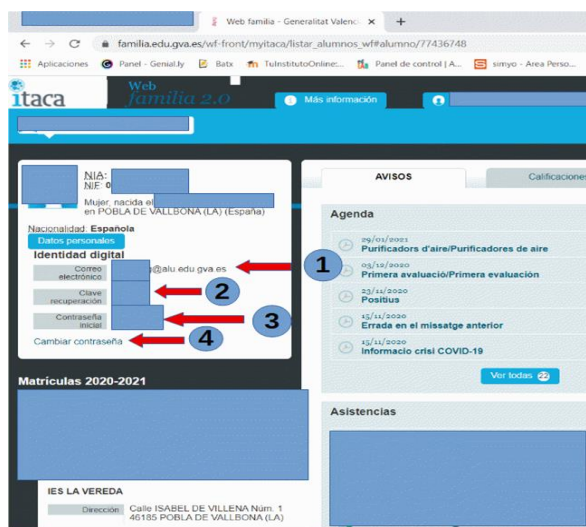 Web familia - Generalitat Valenc
familia.edu.gva.es/wf-front/myitaca/listar_alumnos_wf#alumno/77436748
Aplicaciones
Panel - Genial.ly
Batx
TuInstitutoOnline:...
Panel de control | A...
simyo - Area Perso...
itaca
Web
familia 2.0
Más información
NIA:
NIF: 0
Mujer, nacida el
en POBLA DE VALLBONA (LA) (España)
Nacionalidad: Española
Datos personales
Identidad digital
Correo electrónico
g@alu.edu.gva.es
1
Clave recuperación
2
Contraseña inicial
3
Cambiar contraseña
4
Matrículas 2020-2021
IES LA VEREDA
Dirección
Calle ISABEL DE VILLENA Núm. 1
46185 POBLA DE VALLBONA (LA)
AVISOS
Calificaciones
Agenda
29/01/2021
Purificadors d'aire/Purificadores de aire
03/12/2020
Primera avaluació/Primera evaluación
23/11/2020
Positius
15/11/2020
Errada en el missatge anterior
15/11/2020
Informacio crisi COVID-19
Ver todas 22
Asistencias